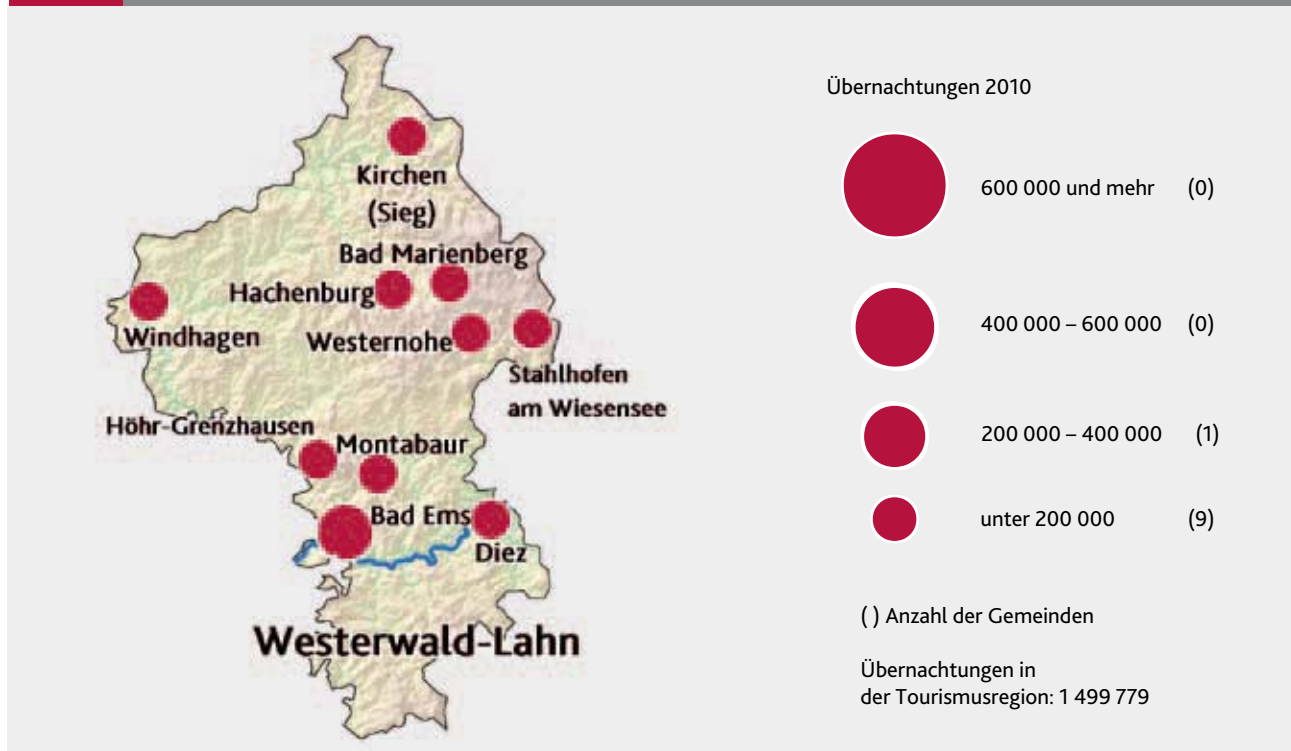 Kirchen
(Sieg)
Bad Marienberg
Hachenburg
Windhagen
Westernohe
Stahlhofen
am Wiesensee
Höhr-Grenzhausen
Montabaur
Bad Ems
Diez
Westerwald-Lahn
Übernachtungen 2010
600 000 und mehr (0)
400 000 – 600 000 (0)
200 000 – 400 000 (1)
unter 200 000 (9)
( ) Anzahl der Gemeinden
Übernachtungen in
der Tourismusregion: 1 499 779